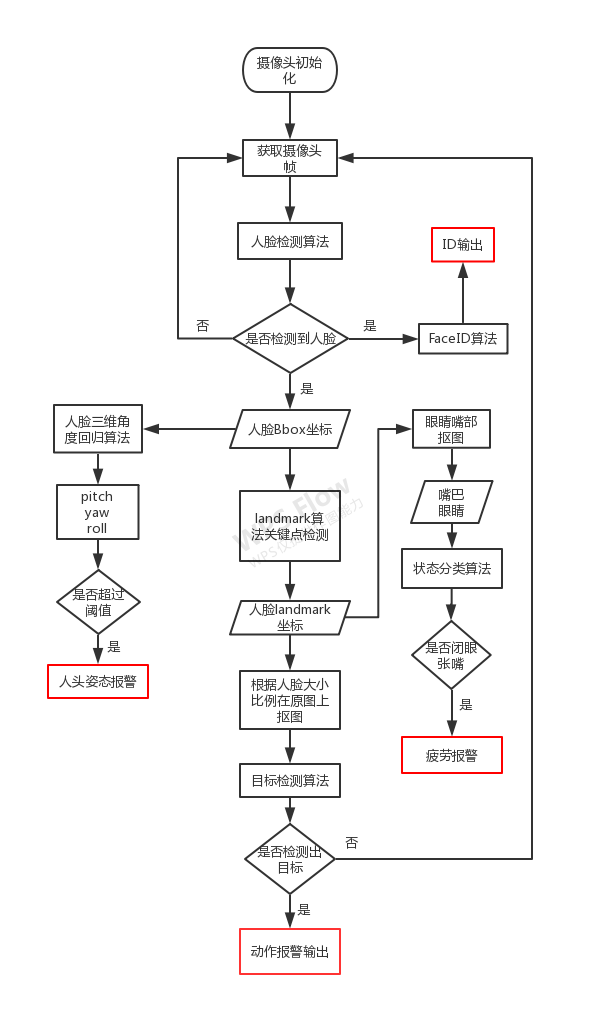 摄像头初始
化
获取摄像头
帧
人脸检测算法
ID输出
否
是
是否检测到人脸
FaceID算法
是
人脸三维角
度回归算法
人脸Bbox坐标
眼睛嘴部
抠图
pitch
yaw
roll
landmark算
法关键点检测
嘴巴
眼睛
状态分类算法
是否超过
阈值
人脸landmark
坐标
是
是否闭眼
张嘴
人头姿态报警
根据人脸大小
比例在原图上
抠图
是
疲劳报警
目标检测算法
否
是否检测出
目标
是
动作报警输出
WPS Flow